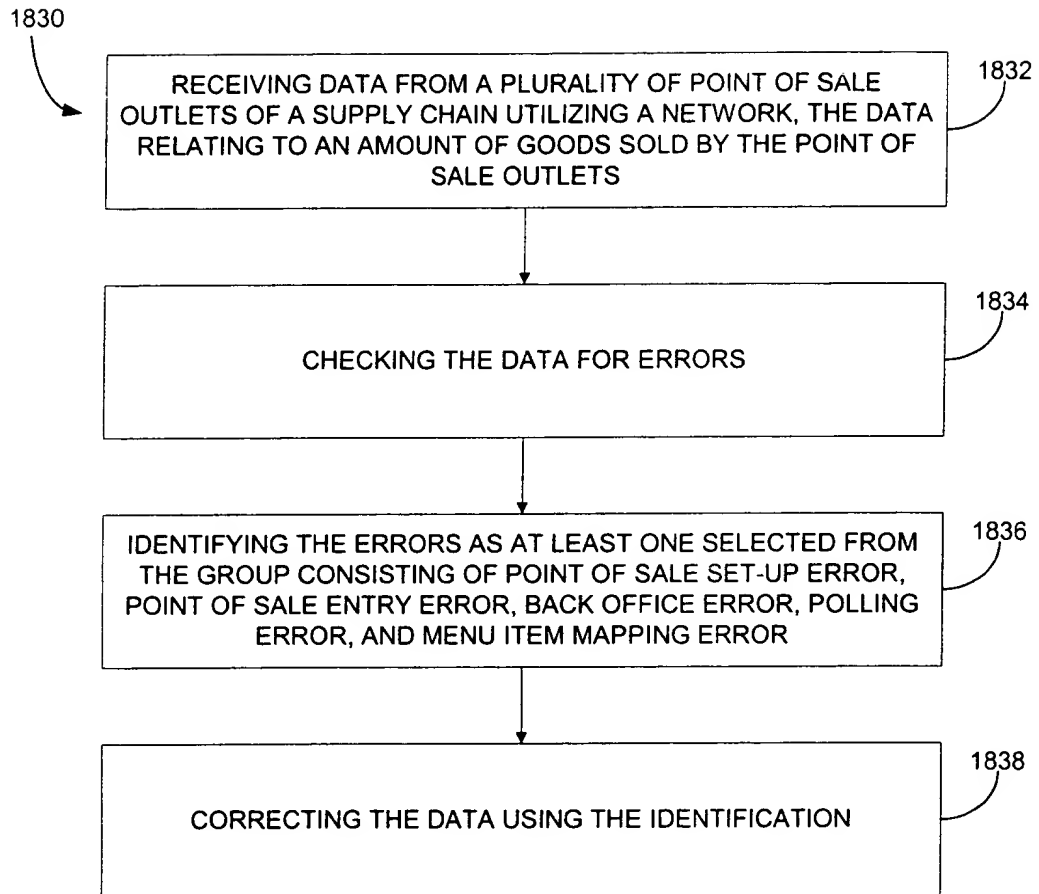 1830
RECEIVING DATA FROM A PLURALITY OF POINT OF SALE
OUTLETS OF A SUPPLY CHAIN UTILIZING A NETWORK, THE DATA
RELATING TO AN AMOUNT OF GOODS SOLD BY THE POINT OF
SALE OUTLETS
1832
CHECKING THE DATA FOR ERRORS
1834
IDENTIFYING THE ERRORS AS AT LEAST ONE SELECTED FROM
THE GROUP CONSISTING OF POINT OF SALE SET-UP ERROR,
POINT OF SALE ENTRY ERROR, BACK OFFICE ERROR, POLLING
ERROR, AND MENU ITEM MAPPING ERROR
1836
CORRECTING THE DATA USING THE IDENTIFICATION
1838